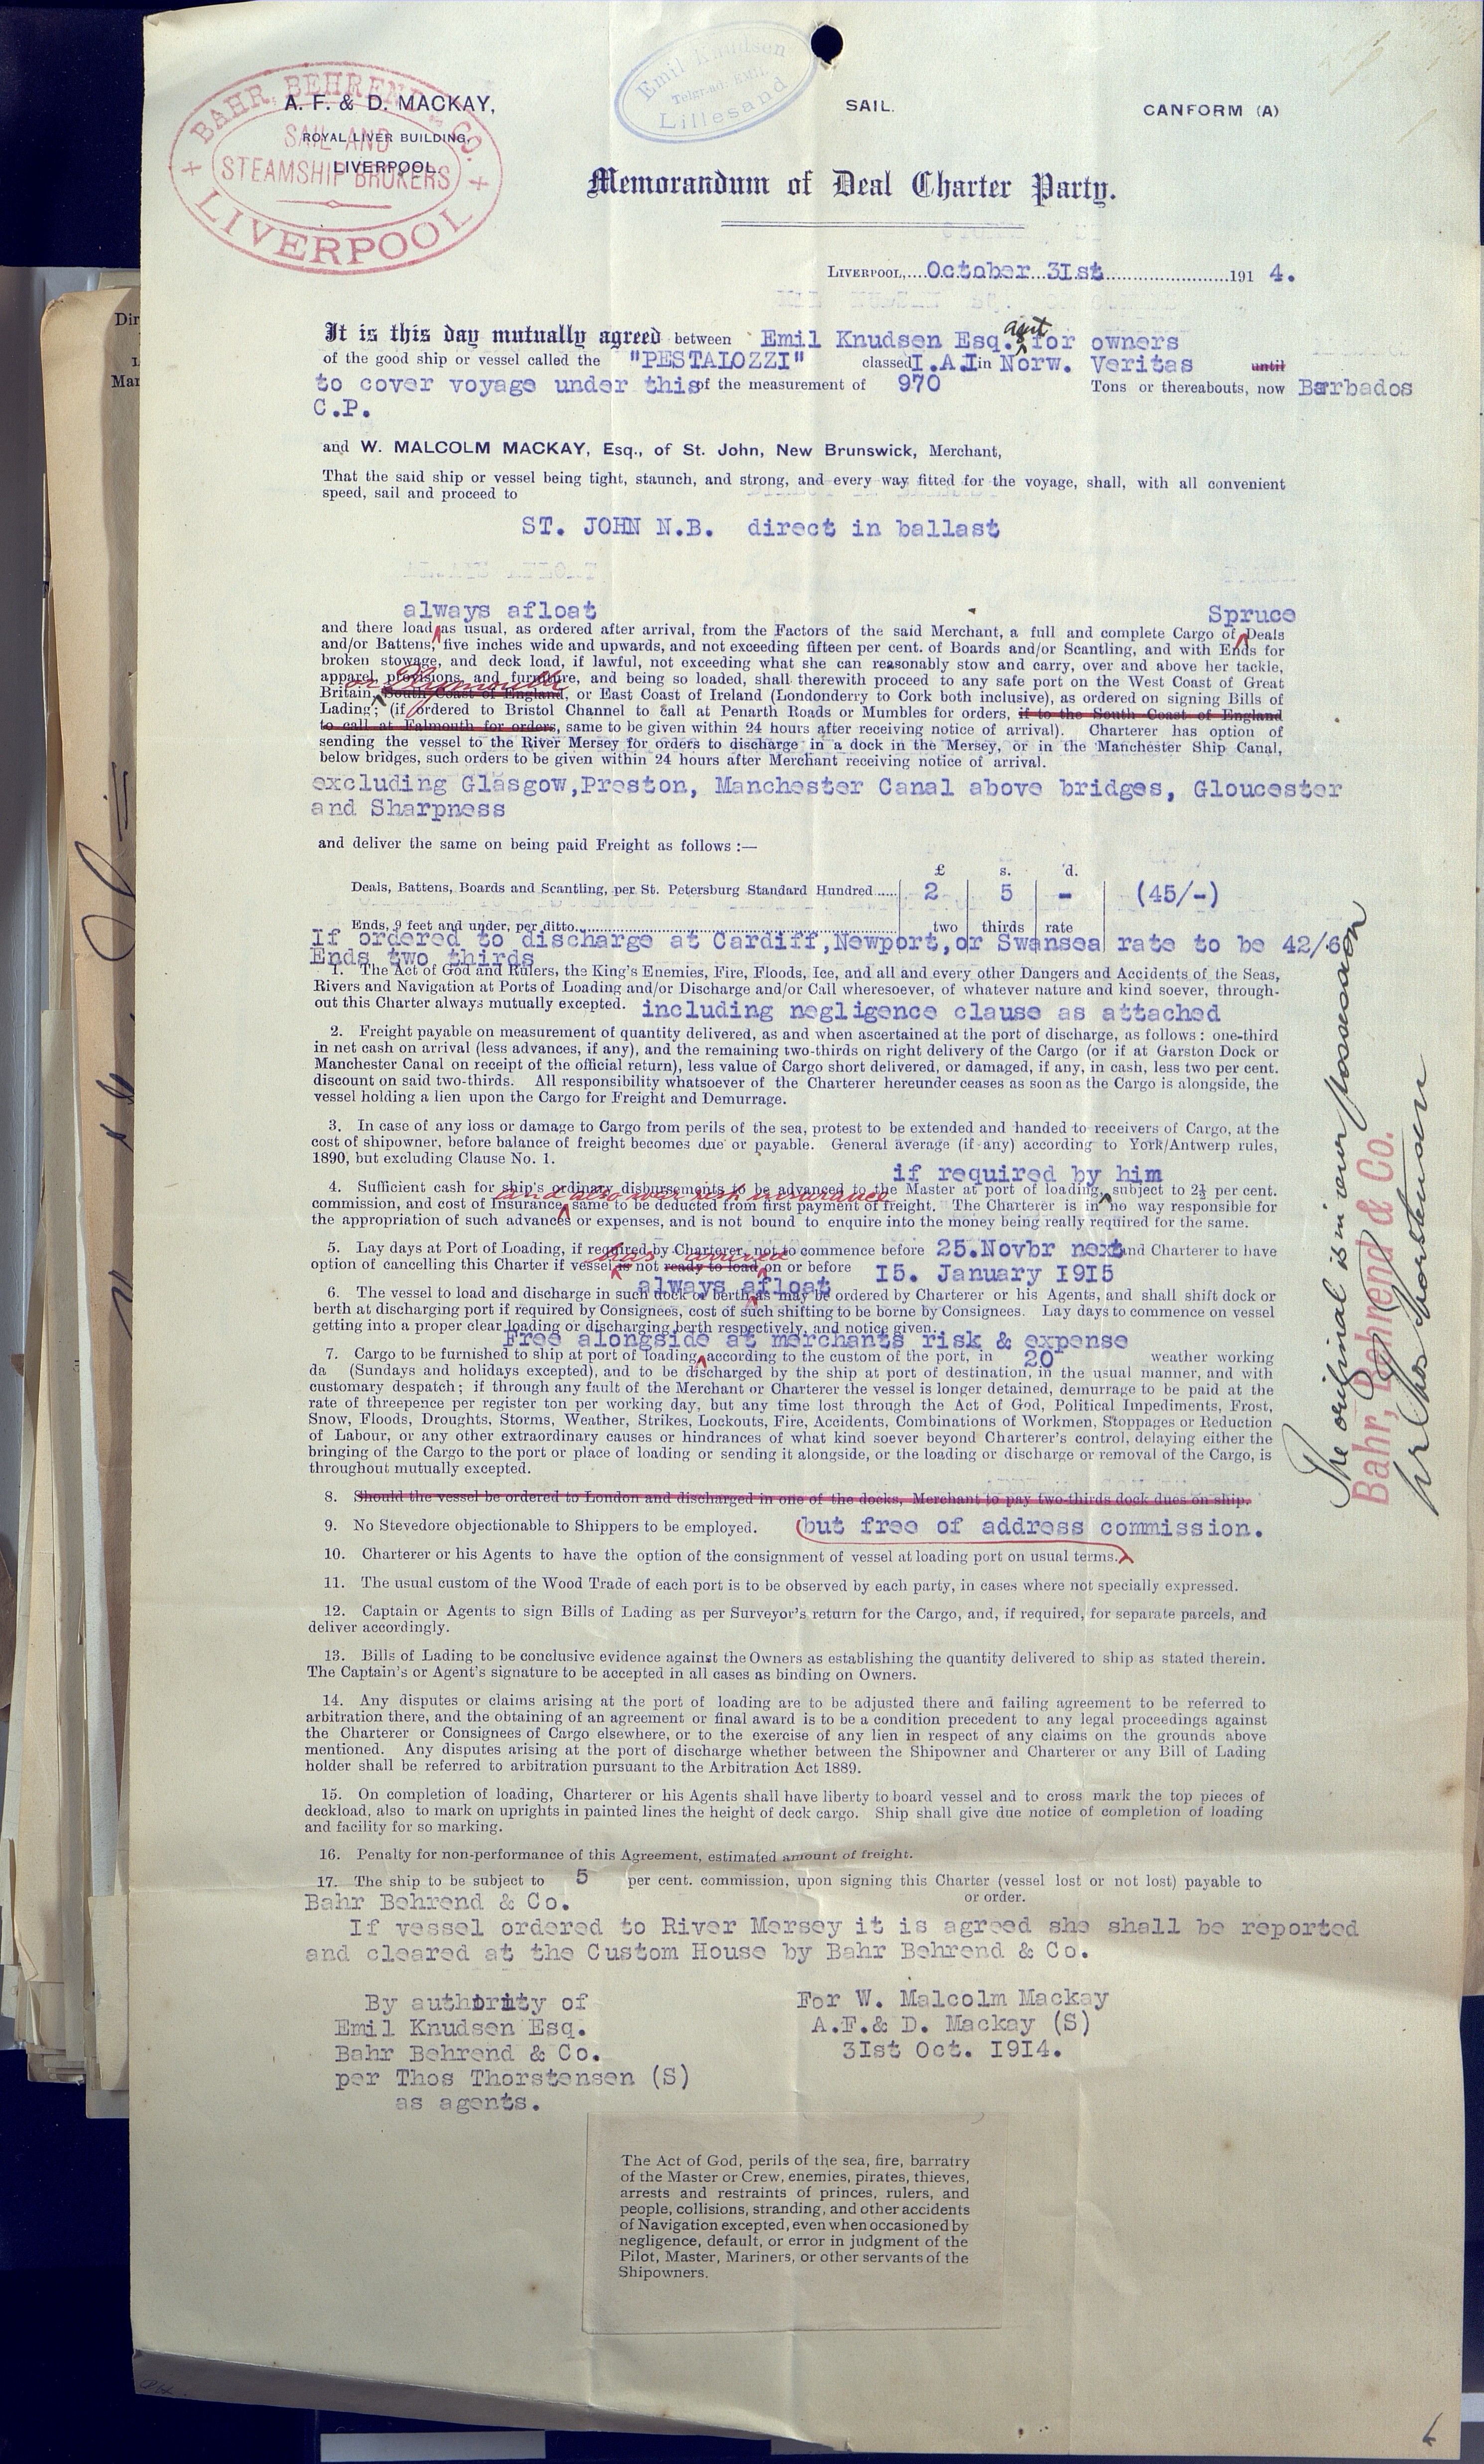 BAHR, BEHREND & CO.
SAIL AND
STEAMSHIP BROKERS
LIVERPOOL
A. F. & D. MACKAY,
ROYAL LIVER BUILDING,
LIVERPOOL.
Emil Knudsen
Telgr.ad. EMIL
Lillesand
SAIL.
CANFORM (A)
Memorandum of Deal Charter Party.
LIVERPOOL, October 31st 191 4.
It is this day mutually agreed between Emil Knudsen Esq. agnt for owners
of the good ship or vessel called the "PESTALOZZI" classed I.A.I in Norw. Veritas until
to cover voyage under this of the measurement of 970 Tons or thereabouts, now Barbados
C.P.
and W. MALCOLM MACKAY, Esq., of St. John, New Brunswick, Merchant,
That the said ship or vessel being tight, staunch, and strong, and every way fitted for the voyage, shall, with all convenient
speed, sail and proceed to
ST. JOHN N.B. direct in ballast
always afloat Spruce
and there load as usual, as ordered after arrival, from the Factors of the said Merchant, a full and complete Cargo of Deals
and/or Battens, five inches wide and upwards, and not exceeding fifteen per cent. of Boards and/or Scantling, and with Ends for
broken stowage, and deck load, if lawful, not exceeding what she can reasonably stow and carry, over and above her tackle,
apparel, provisions, and furniture, and being so loaded, shall therewith proceed to any safe port on the West Coast of Great
or Plymouth
Britain, South Coast of England, or East Coast of Ireland (Londonderry to Cork both inclusive), as ordered on signing Bills of
Lading; (if ordered to Bristol Channel to call at Penarth Roads or Mumbles for orders, if to the South Coast of England
to call at Falmouth for orders, same to be given within 24 hours after receiving notice of arrival). Charterer has option of
sending the vessel to the River Mersey for orders to discharge in a dock in the Mersey, or in the Manchester Ship Canal,
below bridges, such orders to be given within 24 hours after Merchant receiving notice of arrival.
excluding Glasgow,Preston, Manchester Canal above bridges, Gloucester
and Sharpness
and deliver the same on being paid Freight as follows :—
£ s. d.
Deals, Battens, Boards and Scantling, per St. Petersburg Standard Hundred 2 5 - (45/-)
Ends, 9 feet and under, per ditto two thirds rate
If ordered to discharge at Cardiff,Newport,or Swansea rate to be 42/6
Ends two thirds
1. The Act of God and Rulers, the King's Enemies, Fire, Floods, Ice, and all and every other Dangers and Accidents of the Seas,
Rivers and Navigation at Ports of Loading and/or Discharge and/or Call wheresoever, of whatever nature and kind soever, through-
out this Charter always mutually excepted. including negligence clause as attached
2. Freight payable on measurement of quantity delivered, as and when ascertained at the port of discharge, as follows : one-third
in net cash on arrival (less advances, if any), and the remaining two-thirds on right delivery of the Cargo (or if at Garston Dock or
Manchester Canal on receipt of the official return), less value of Cargo short delivered, or damaged, if any, in cash, less two per cent.
discount on said two-thirds. All responsibility whatsoever of the Charterer hereunder ceases as soon as the Cargo is alongside, the
vessel holding a lien upon the Cargo for Freight and Demurrage.
3. In case of any loss or damage to Cargo from perils of the sea, protest to be extended and handed to receivers of Cargo, at the
cost of shipowner, before balance of freight becomes due or payable. General average (if any) according to York/Antwerp rules,
1890, but excluding Clause No. 1.
if required by him
4. Sufficient cash for ship's ordinary disbursements to be advanced to the Master at port of loading, subject to 2½ per cent.
and also war risk insurance
commission, and cost of Insurance, same to be deducted from first payment of freight. The Charterer is in no way responsible for
the appropriation of such advances or expenses, and is not bound to enquire into the money being really required for the same.
5. Lay days at Port of Loading, if required by Charterer, not to commence before 25.Novbr next and Charterer to have
has arrived
option of cancelling this Charter if vessel is not ready to load on or before 15. January 1915
always afloat
6. The vessel to load and discharge in such dock or berth, as may be ordered by Charterer or his Agents, and shall shift dock or
berth at discharging port if required by Consignees, cost of such shifting to be borne by Consignees. Lay days to commence on vessel
getting into a proper clear loading or discharging berth respectively, and notice given.
Free alongside at merchants risk & expense
7. Cargo to be furnished to ship at port of loading according to the custom of the port, in 20 weather working
da (Sundays and holidays excepted), and to be discharged by the ship at port of destination, in the usual manner, and with
customary despatch; if through any fault of the Merchant or Charterer the vessel is longer detained, demurrage to be paid at the
rate of threepence per register ton per working day, but any time lost through the Act of God, Political Impediments, Frost,
Snow, Floods, Droughts, Storms, Weather, Strikes, Lockouts, Fire, Accidents, Combinations of Workmen, Stoppages or Reduction
of Labour, or any other extraordinary causes or hindrances of what kind soever beyond Charterer's control, delaying either the
bringing of the Cargo to the port or place of loading or sending it alongside, or the loading or discharge or removal of the Cargo, is
throughout mutually excepted.
8. Should the vessel be ordered to London and discharged in one of the docks, Merchant to pay two-thirds dock dues on ship.
9. No Stevedore objectionable to Shippers to be employed. (but free of address commission.
10. Charterer or his Agents to have the option of the consignment of vessel at loading port on usual terms.
11. The usual custom of the Wood Trade of each port is to be observed by each party, in cases where not specially expressed.
12. Captain or Agents to sign Bills of Lading as per Surveyor's return for the Cargo, and, if required, for separate parcels, and
deliver accordingly.
13. Bills of Lading to be conclusive evidence against the Owners as establishing the quantity delivered to ship as stated therein.
The Captain's or Agent's signature to be accepted in all cases as binding on Owners.
14. Any disputes or claims arising at the port of loading are to be adjusted there and failing agreement to be referred to
arbitration there, and the obtaining of an agreement or final award is to be a condition precedent to any legal proceedings against
the Charterer or Consignees of Cargo elsewhere, or to the exercise of any lien in respect of any claims on the grounds above
mentioned. Any disputes arising at the port of discharge whether between the Shipowner and Charterer or any Bill of Lading
holder shall be referred to arbitration pursuant to the Arbitration Act 1889.
15. On completion of loading, Charterer or his Agents shall have liberty to board vessel and to cross mark the top pieces of
deckload, also to mark on uprights in painted lines the height of deck cargo. Ship shall give due notice of completion of loading
and facility for so marking.
16. Penalty for non-performance of this Agreement, estimated amount of freight.
17. The ship to be subject to 5 per cent. commission, upon signing this Charter (vessel lost or not lost) payable to
Bahr Behrend & Co. or order.
If vessel ordered to River Mersey it is agreed she shall be reported
and cleared at the Custom House by Bahr Behrend & Co.
By authority of
Emil Knudsen Esq.
Bahr Behrend & Co.
per Thos Thorstensen (S)
as agents.
For W. Malcolm Mackay
A.F.& D. Mackay (S)
31st Oct. 1914.
The Act of God, perils of the sea, fire, barratry
of the Master or Crew, enemies, pirates, thieves,
arrests and restraints of princes, rulers, and
people, collisions, stranding, and other accidents
of Navigation excepted, even when occasioned by
negligence, default, or error in judgment of the
Pilot, Master, Mariners, or other servants of the
Shipowners.
The original is in our possession
Bahr, Behrend & Co.
pr Thos Thorstensen
Dir
Mar